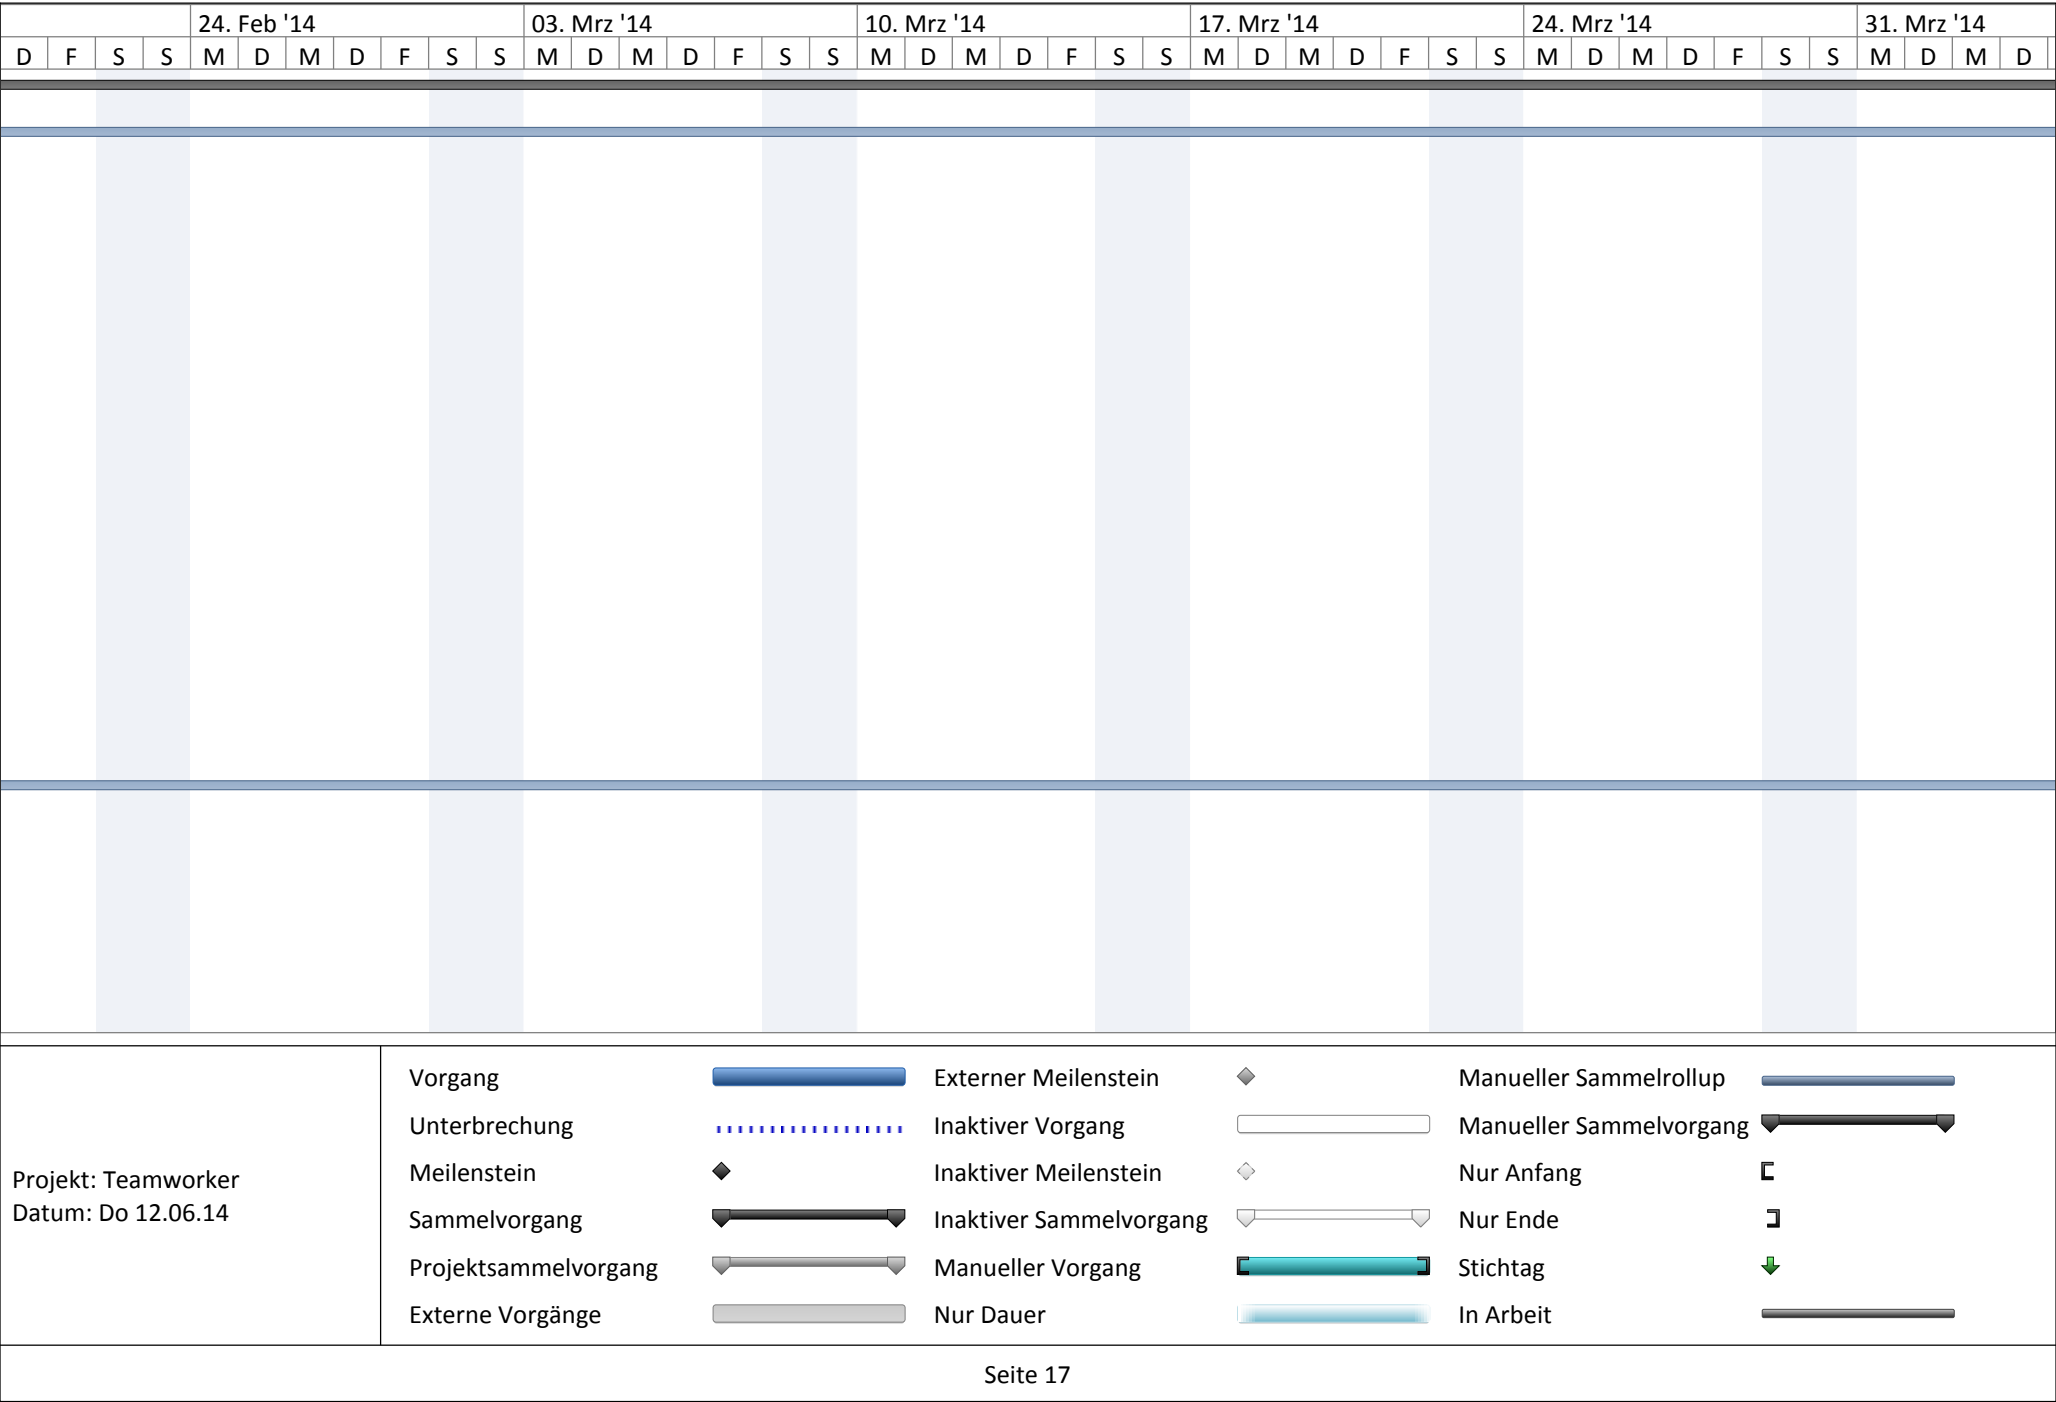 24. Feb '14 03. Mrz '14 10. Mrz '14 17. Mrz '14 24. Mrz '14 31. Mrz '14
D F S S M D M D F S S M D M D F S S M D M D F S S M D M D F S S M D M D F S S M D M D
Vorgang Externer Meilenstein Manueller Sammelrollup
Unterbrechung Inaktiver Vorgang Manueller Sammelvorgang
Meilenstein Inaktiver Meilenstein Nur Anfang
Sammelvorgang Inaktiver Sammelvorgang Nur Ende
Projektsammelvorgang Manueller Vorgang Stichtag
Externe Vorgänge Nur Dauer In Arbeit
Projekt: Teamworker
Datum: Do 12.06.14
Seite 17